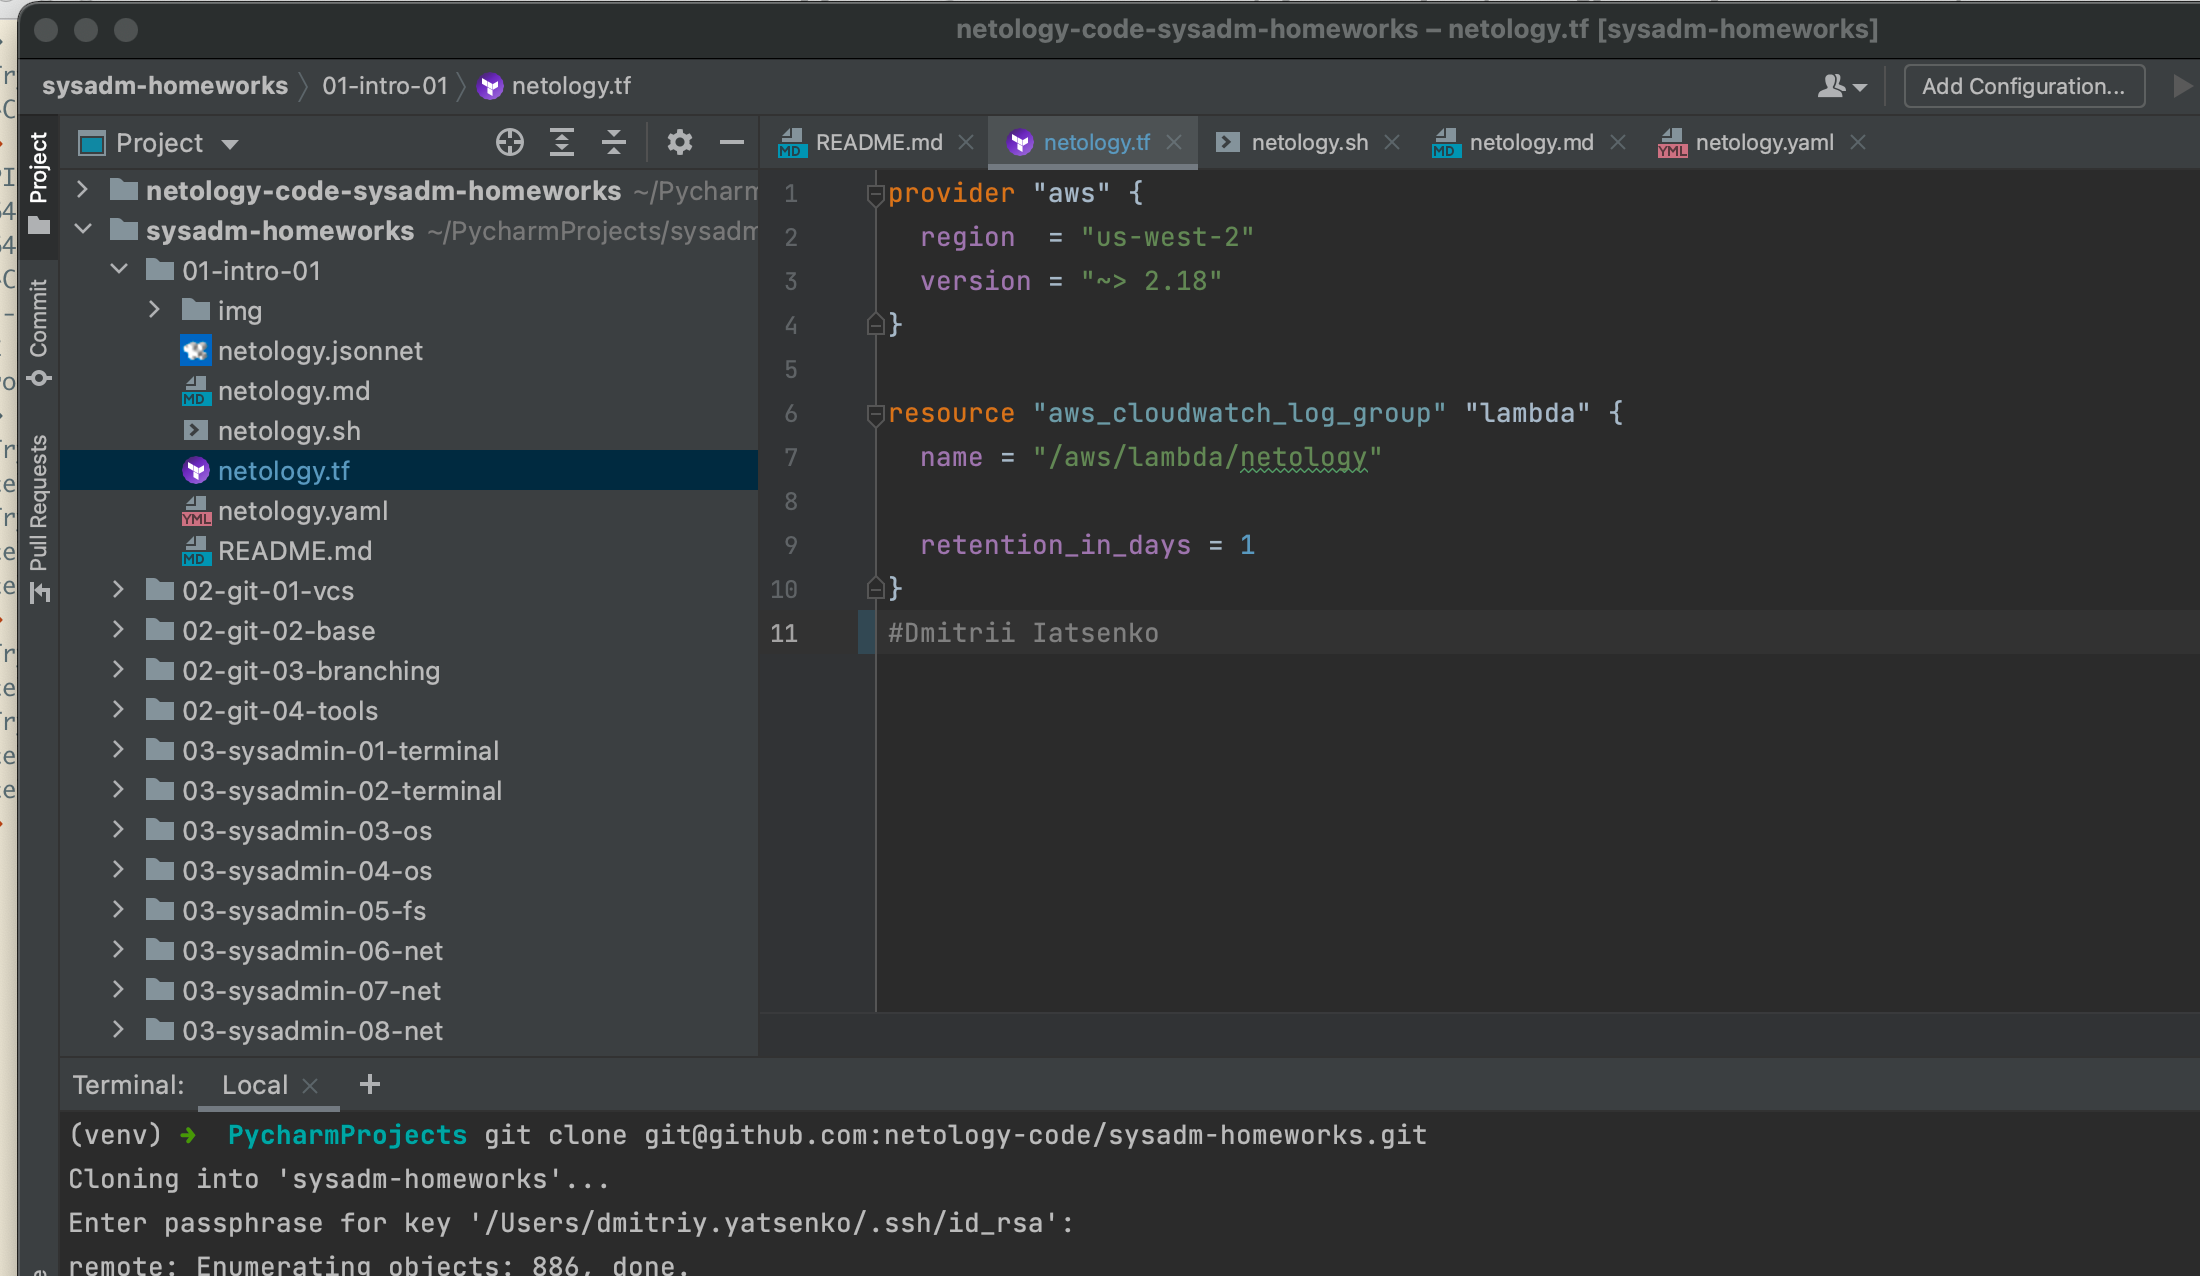 netology-code-sysadm-homeworks – netology.tf [sysadm-homeworks]
sysadm-homeworks 01-intro-01 netology.tf
Add Configuration...
Project
Commit
Pull Requests
Project
netology-code-sysadm-homeworks ~/Pycharm
sysadm-homeworks ~/PycharmProjects/sysadm
01-intro-01
img
netology.jsonnet
netology.md
netology.sh
netology.tf
netology.yaml
README.md
02-git-01-vcs
02-git-02-base
02-git-03-branching
02-git-04-tools
03-sysadmin-01-terminal
03-sysadmin-02-terminal
03-sysadmin-03-os
03-sysadmin-04-os
03-sysadmin-05-fs
03-sysadmin-06-net
03-sysadmin-07-net
03-sysadmin-08-net
README.md netology.tf netology.sh netology.md netology.yaml
1 provider "aws" {
2 region = "us-west-2"
3 version = "~> 2.18"
4 }
5
6 resource "aws_cloudwatch_log_group" "lambda" {
7 name = "/aws/lambda/netology"
8
9 retention_in_days = 1
10 }
11 #Dmitrii Iatsenko
Terminal: Local +
(venv) ➜ PycharmProjects git clone git@github.com:netology-code/sysadm-homeworks.git
Cloning into 'sysadm-homeworks'...
Enter passphrase for key '/Users/dmitriy.yatsenko/.ssh/id_rsa':
remote: Enumerating objects: 886, done.